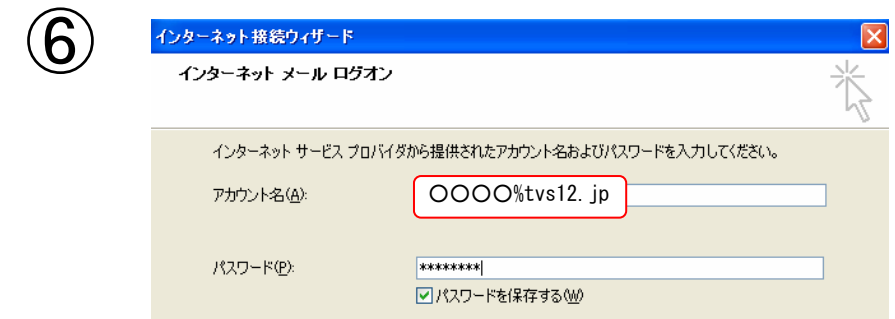 ⑥
インターネット接続ウィザード
インターネット メール ログオン
インターネット サービス プロバイダから提供されたアカウント名およびパスワードを入力してください。
アカウント名(A):
〇〇〇〇%tvs12.jp
パスワード(P):
********
パスワードを保存する(W)